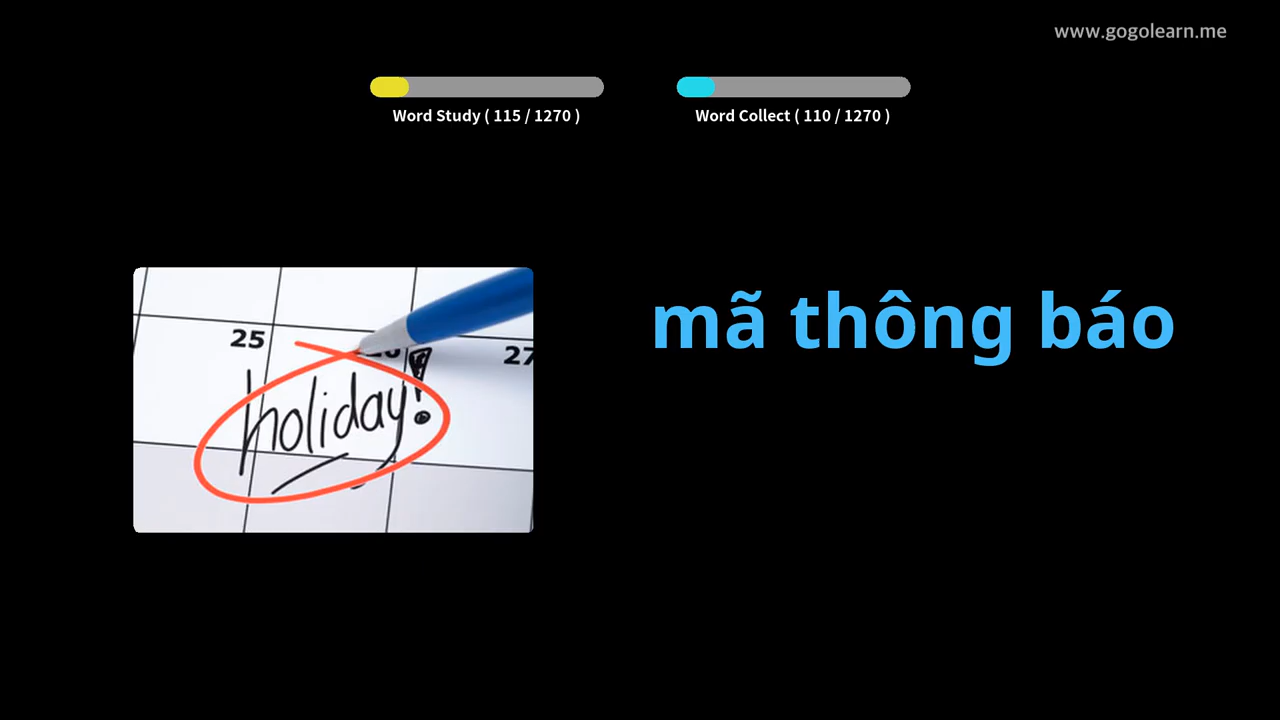 www.gogolearn.me
Word Study ( 115 / 1270 )
Word Collect ( 110 / 1270 )
mã thông báo
25
27
holiday!